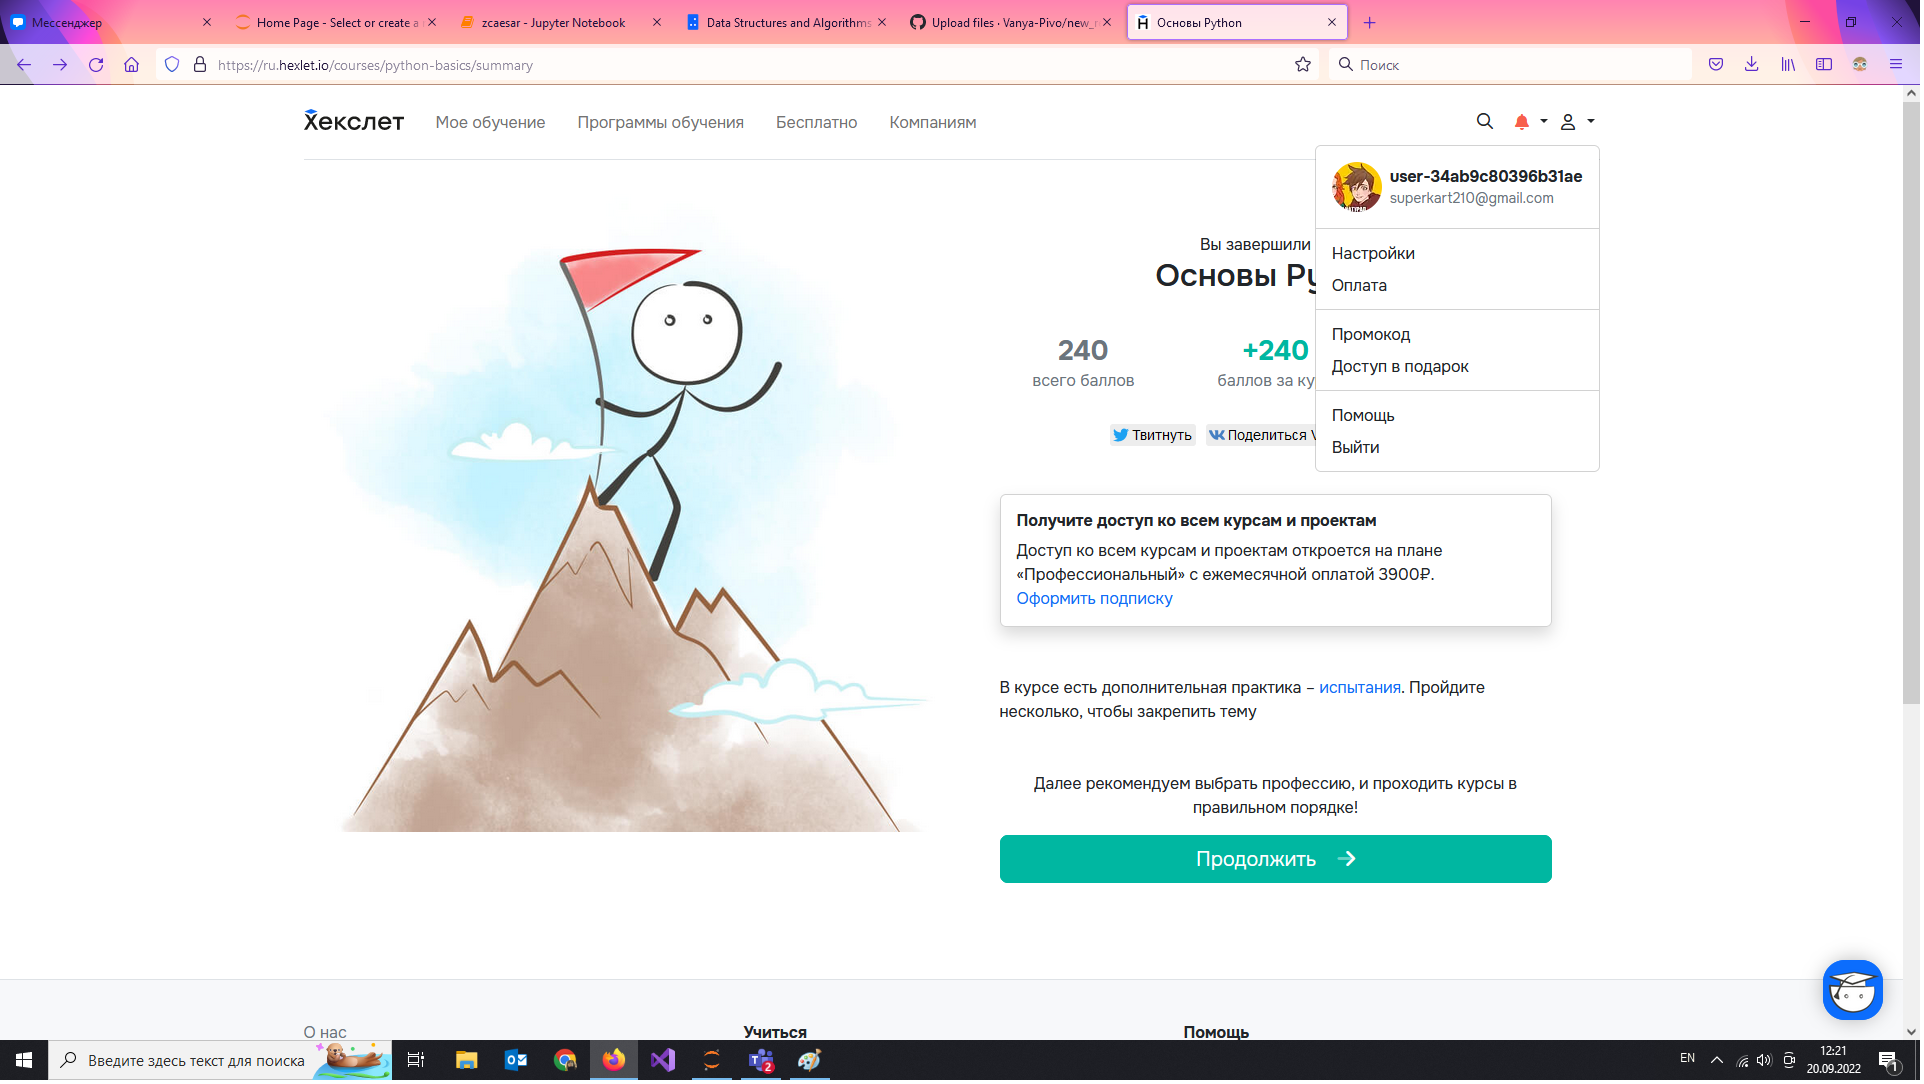 Мессенджер
Home Page - Select or create a
zcaesar - Jupyter Notebook
Data Structures and Algorithms
Upload files · Vanya-Pivo/new_r
Основы Python
https://ru.hexlet.io/courses/python-basics/summary
Поиск
Хекслет
Мое обучение
Программы обучения
Бесплатно
Компаниям
user-34ab9c80396b31ae
superkart210@gmail.com
Настройки
Оплата
Промокод
Доступ в подарок
Помощь
Выйти
Вы завершили
Основы Py
240
всего баллов
+240
баллов за ку
Твитнуть
Поделиться V
Получите доступ ко всем курсам и проектам
Доступ ко всем курсам и проектам откроется на плане
«Профессиональный» с ежемесячной оплатой 3900₽.
Оформить подписку
В курсе есть дополнительная практика – испытания. Пройдите
несколько, чтобы закрепить тему
Далее рекомендуем выбрать профессию, и проходить курсы в
правильном порядке!
Продолжить
О нас
Учиться
Помощь
Введите здесь текст для поиска
2
EN
12:21
20.09.2022
1